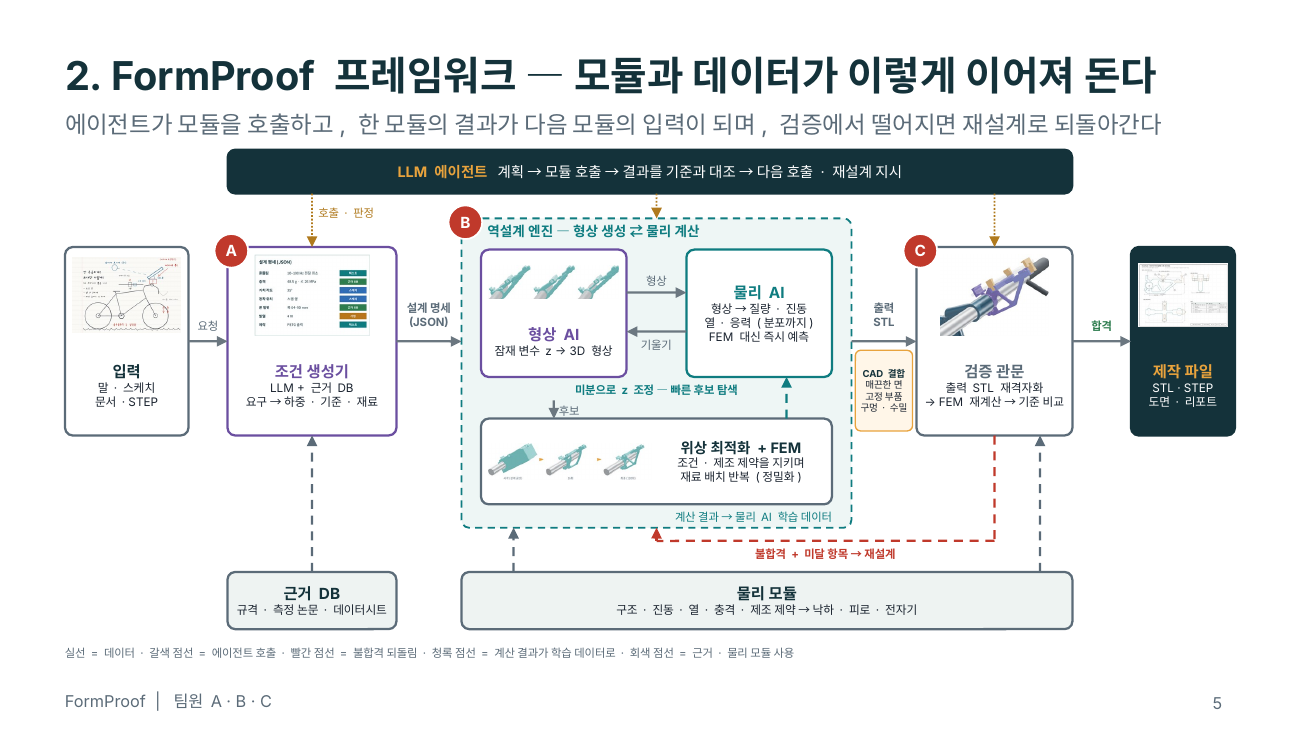 2. FormProof 프레임워크 — 모듈과 데이터가 이렇게 이어져 돈다
에이전트가 모듈을 호출하고 , 한 모듈의 결과가 다음 모듈의 입력이 되며 , 검증에서 떨어지면 재설계로 되돌아간다
LLM 에이전트 계획 → 모듈 호출 → 결과를 기준과 대조 → 다음 호출 · 재설계 지시
호출 · 판정
입력
말 · 스케치
문서 · STEP
요청
A
설계 명세 (JSON)
조건 생성기
LLM + 근거 DB
요구 → 하중 · 기준 · 재료
설계 명세
(JSON)
B
역설계 엔진 — 형상 생성 ⇄ 물리 계산
형상 AI
잠재 변수 z → 3D 형상
형상
기울기
물리 AI
형상 → 질량 · 진동
열 · 응력 ( 분포까지 )
FEM 대신 즉시 예측
미분으로 z 조정 — 빠른 후보 탐색
후보
위상 최적화 + FEM
조건 · 제조 제약을 지키며
재료 배치 반복 ( 정밀화 )
계산 결과 → 물리 AI 학습 데이터
출력
STL
CAD 결합
매끈한 면
고정 부품
구멍 · 수밀
C
검증 관문
출력 STL 재격자화
→ FEM 재계산 → 기준 비교
합격
제작 파일
STL · STEP
도면 · 리포트
불합격 + 미달 항목 → 재설계
근거 DB
규격 · 측정 논문 · 데이터시트
물리 모듈
구조 · 진동 · 열 · 충격 · 제조 제약 → 낙하 · 피로 · 전자기
실선 = 데이터 · 갈색 점선 = 에이전트 호출 · 빨간 점선 = 불합격 되돌림 · 청록 점선 = 계산 결과가 학습 데이터로 · 회색 점선 = 근거 · 물리 모듈 사용
FormProof | 팀원 A · B · C
5